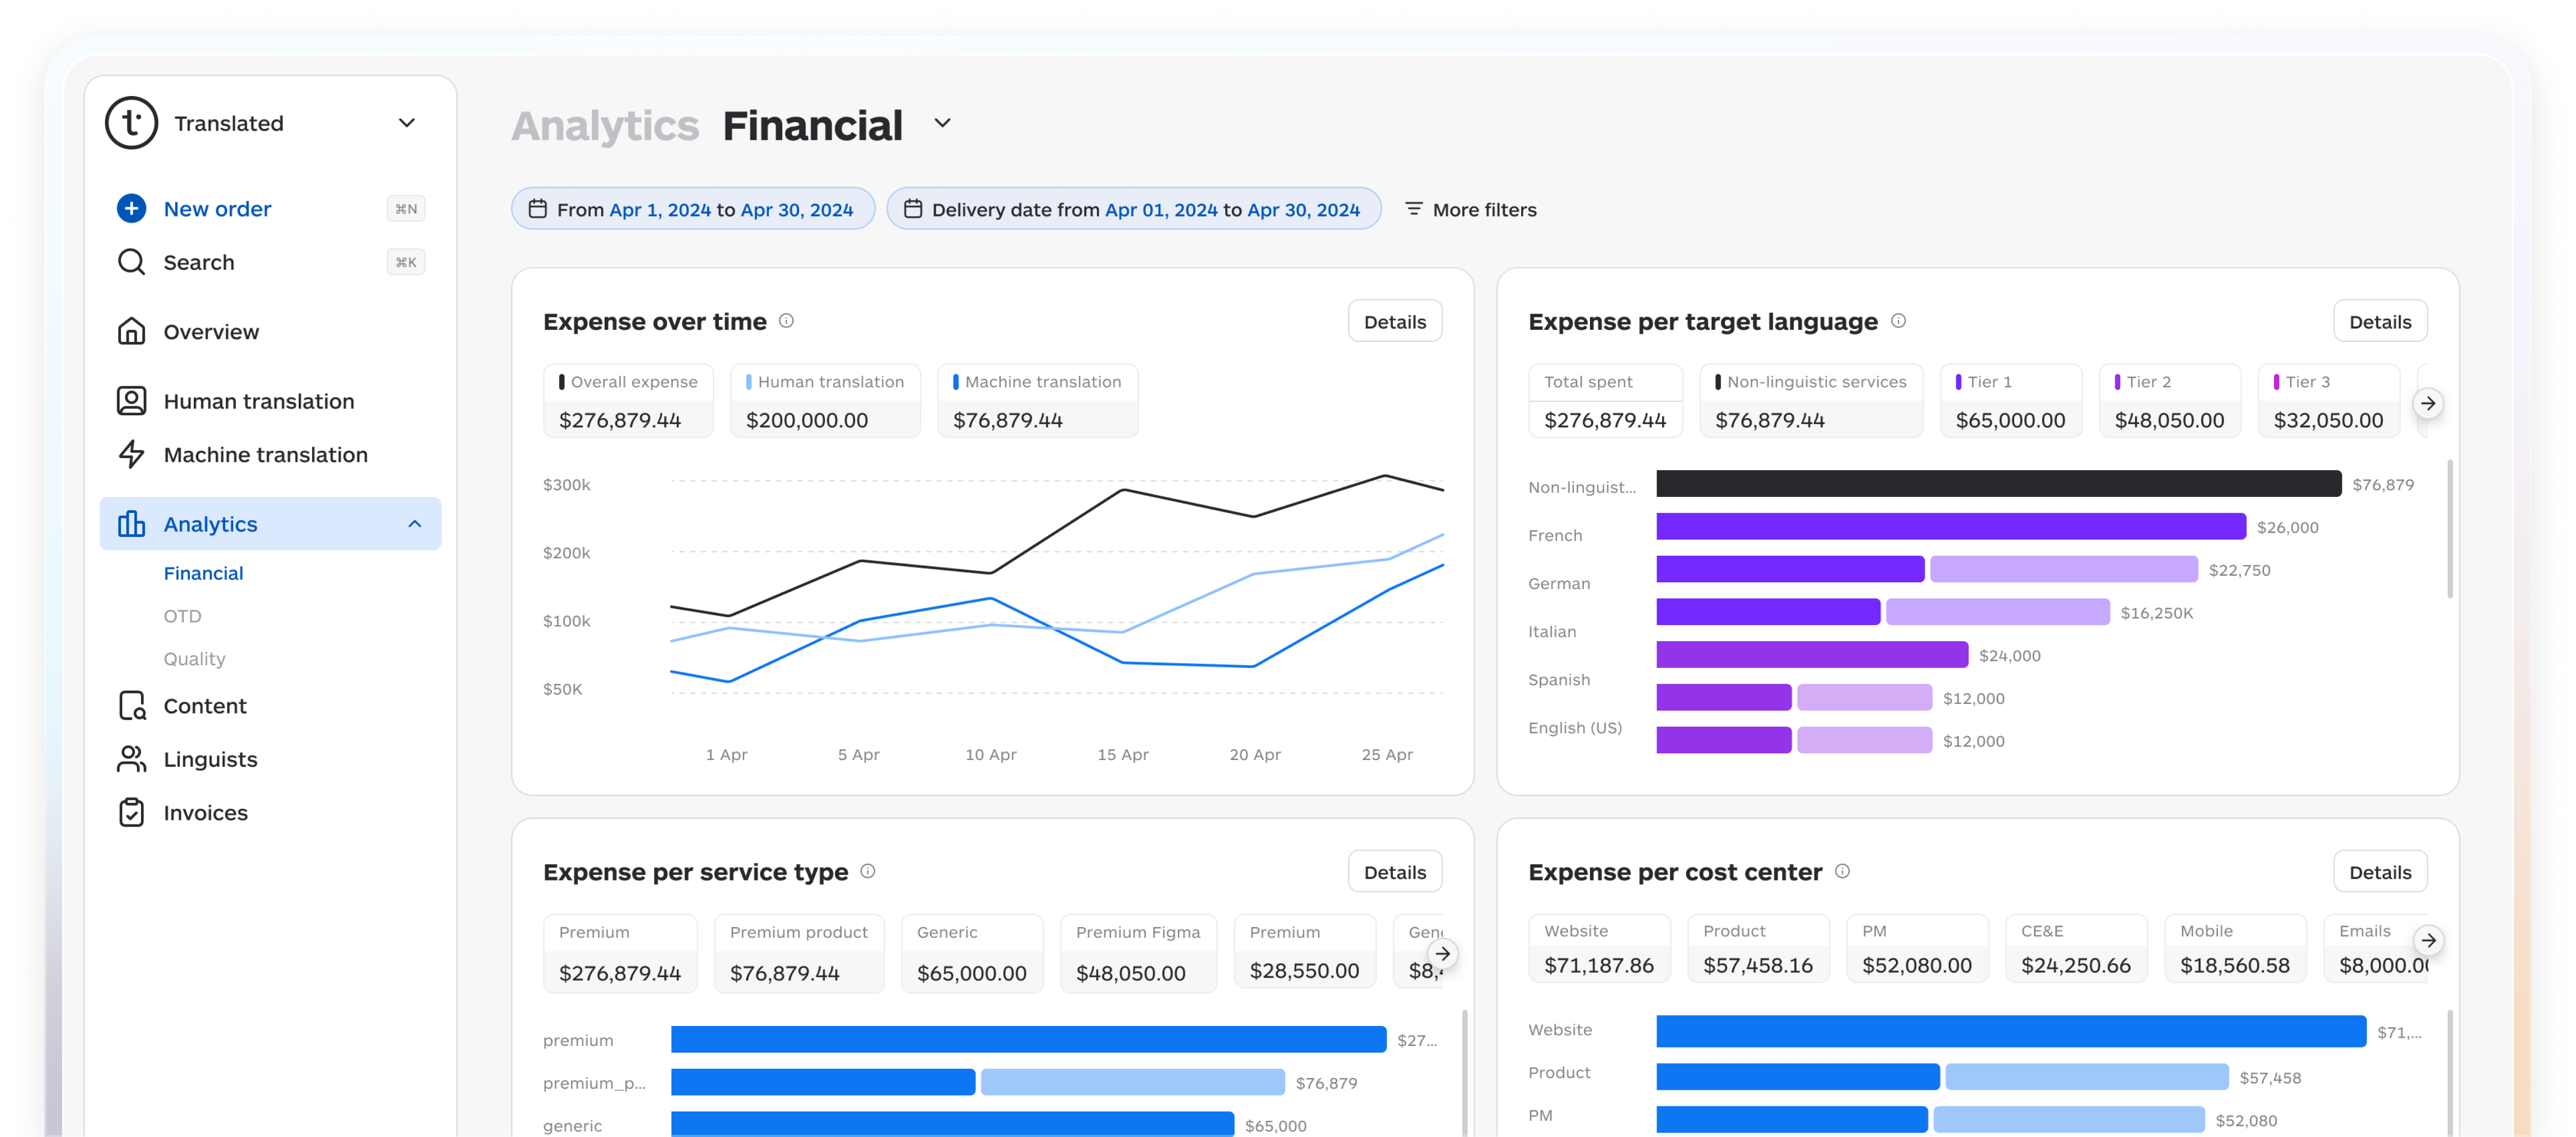 Translated
New order ⌘N
Search ⌘K
Overview
Human translation
Machine translation
Analytics
Financial
OTD
Quality
Content
Linguists
Invoices
Analytics Financial
From Apr 1, 2024 to Apr 30, 2024
Delivery date from Apr 01, 2024 to Apr 30, 2024
More filters
Expense over time
Details
Overall expense
$276,879.44
Human translation
$200,000.00
Machine translation
$76,879.44
$300k
$200k
$100k
$50K
1 Apr 5 Apr 10 Apr 15 Apr 20 Apr 25 Apr
Expense per target language
Details
Total spent
$276,879.44
Non-linguistic services
$76,879.44
Tier 1
$65,000.00
Tier 2
$48,050.00
Tier 3
$32,050.00
Non-linguist... $76,879
French $26,000
German $22,750
Italian $16,250K
Spanish $24,000
English (US) $12,000
$12,000
Expense per service type
Details
Premium
$276,879.44
Premium product
$76,879.44
Generic
$65,000.00
Premium Figma
$48,050.00
Premium
$28,550.00
premium $27...
premium_p... $76,879
generic $65,000
Expense per cost center
Details
Website
$71,187.86
Product
$57,458.16
PM
$52,080.00
CE&E
$24,250.66
Mobile
$18,560.58
Emails
$8,000.00
Website $71,...
Product $57,458
PM $52,080